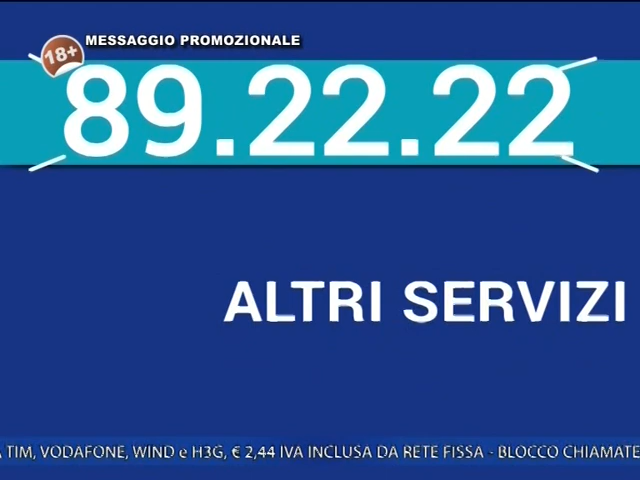 18+ MESSAGGIO PROMOZIONALE
89.22.22
ALTRI SERVIZI
A TIM, VODAFONE, WIND e H3G, € 2,44 IVA INCLUSA DA RETE FISSA - BLOCCO CHIAMATE